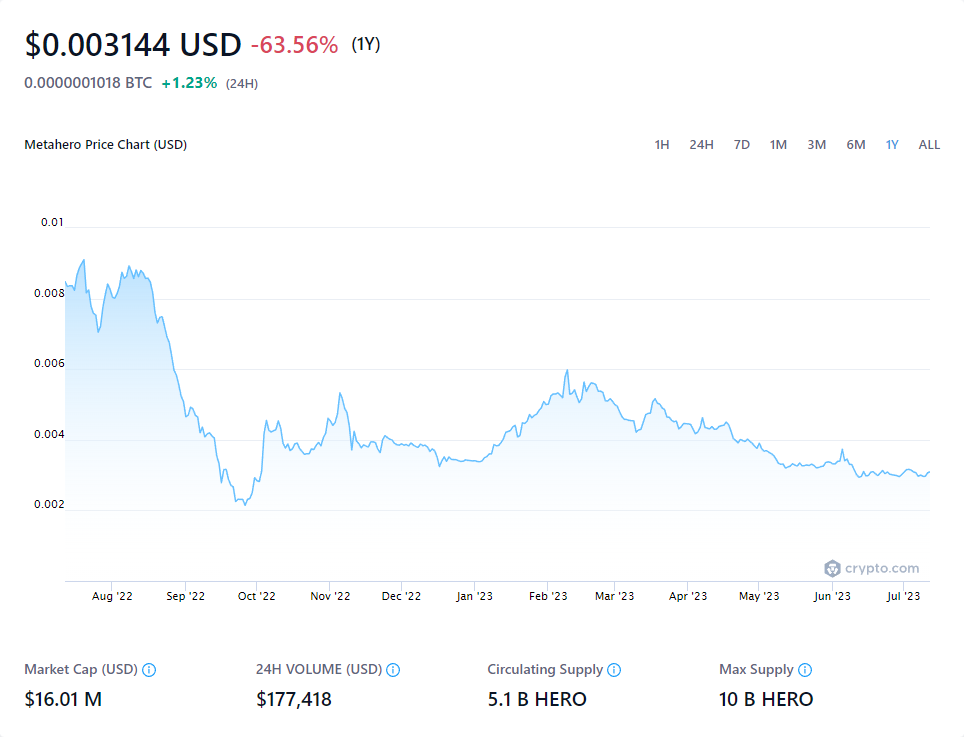 $0.003144 USD -63.56% (1Y)
0.0000001018 BTC +1.23% (24H)
Metahero Price Chart (USD) 1H 24H 7D 1M 3M 6M 1Y ALL
0.01
0.008
0.006
0.004
0.002
crypto.com
Aug '22 Sep '22 Oct '22 Nov '22 Dec '22 Jan '23 Feb '23 Mar '23 Apr '23 May '23 Jun '23 Jul '23
Market Cap (USD) 24H VOLUME (USD) Circulating Supply Max Supply
$16.01 M $177,418 5.1 B HERO 10 B HERO